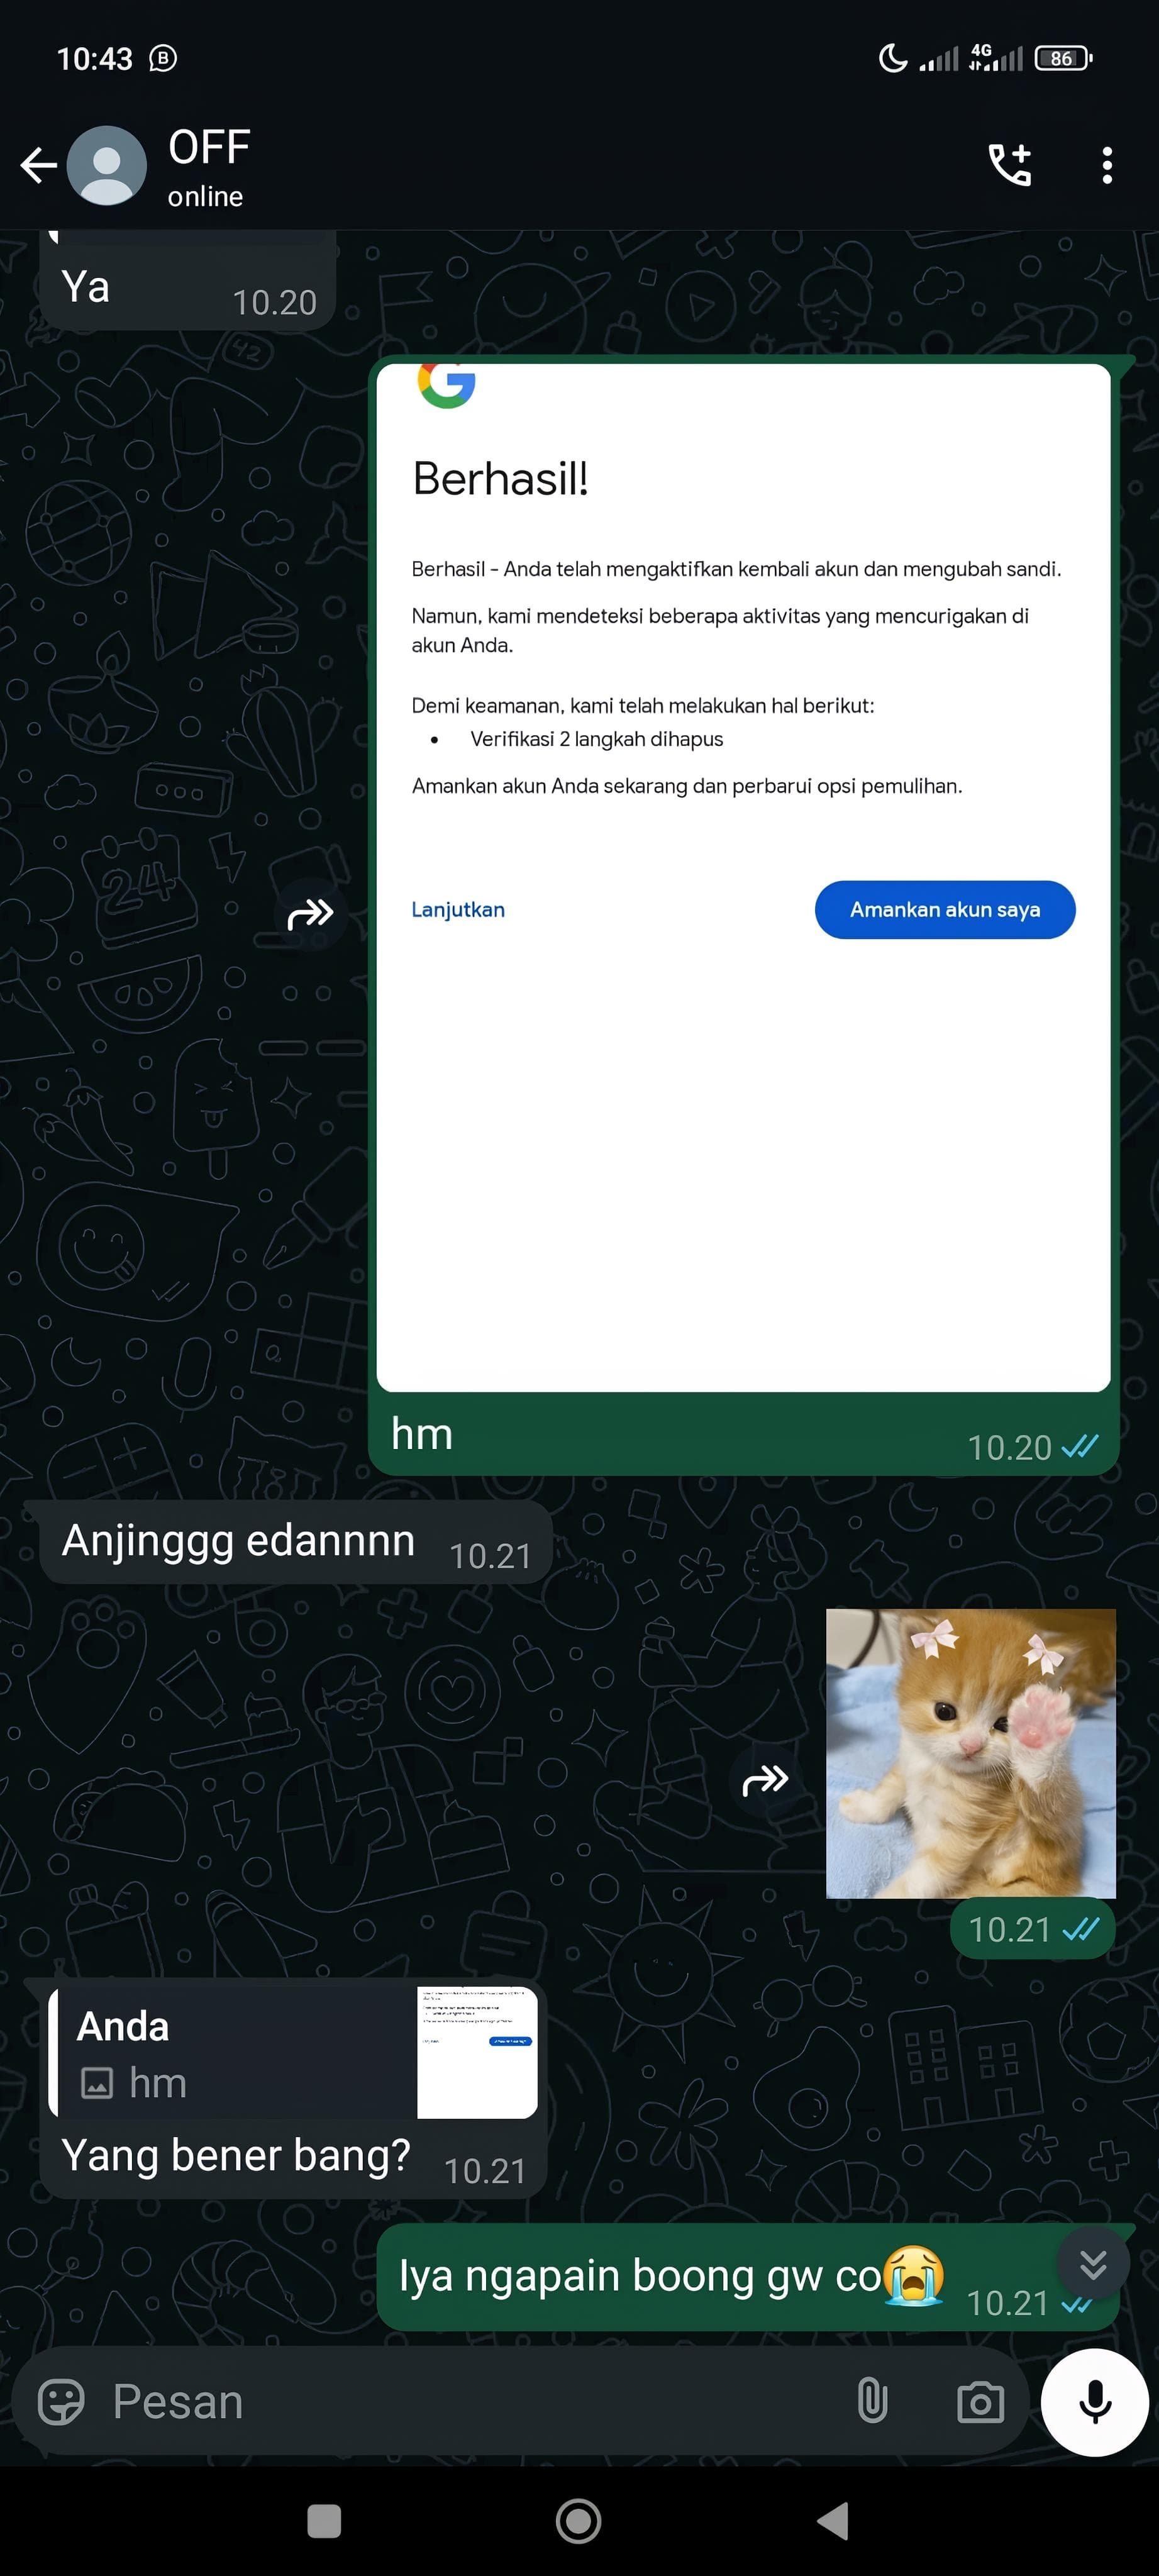 10:43
4G
86
OFF
online
Ya
10.20
Berhasil!
Berhasil - Anda telah mengaktifkan kembali akun dan mengubah sandi.
Namun, kami mendeteksi beberapa aktivitas yang mencurigakan di
akun Anda.
Demi keamanan, kami telah melakukan hal berikut:
• Verifikasi 2 langkah dihapus
Amankan akun Anda sekarang dan perbarui opsi pemulihan.
Lanjutkan
Amankan akun saya
hm
10.20
Anjinggg edannnn
10.21
10.21
Anda
hm
Yang bener bang?
10.21
Iya ngapain boong gw co😭
10.21
Pesan